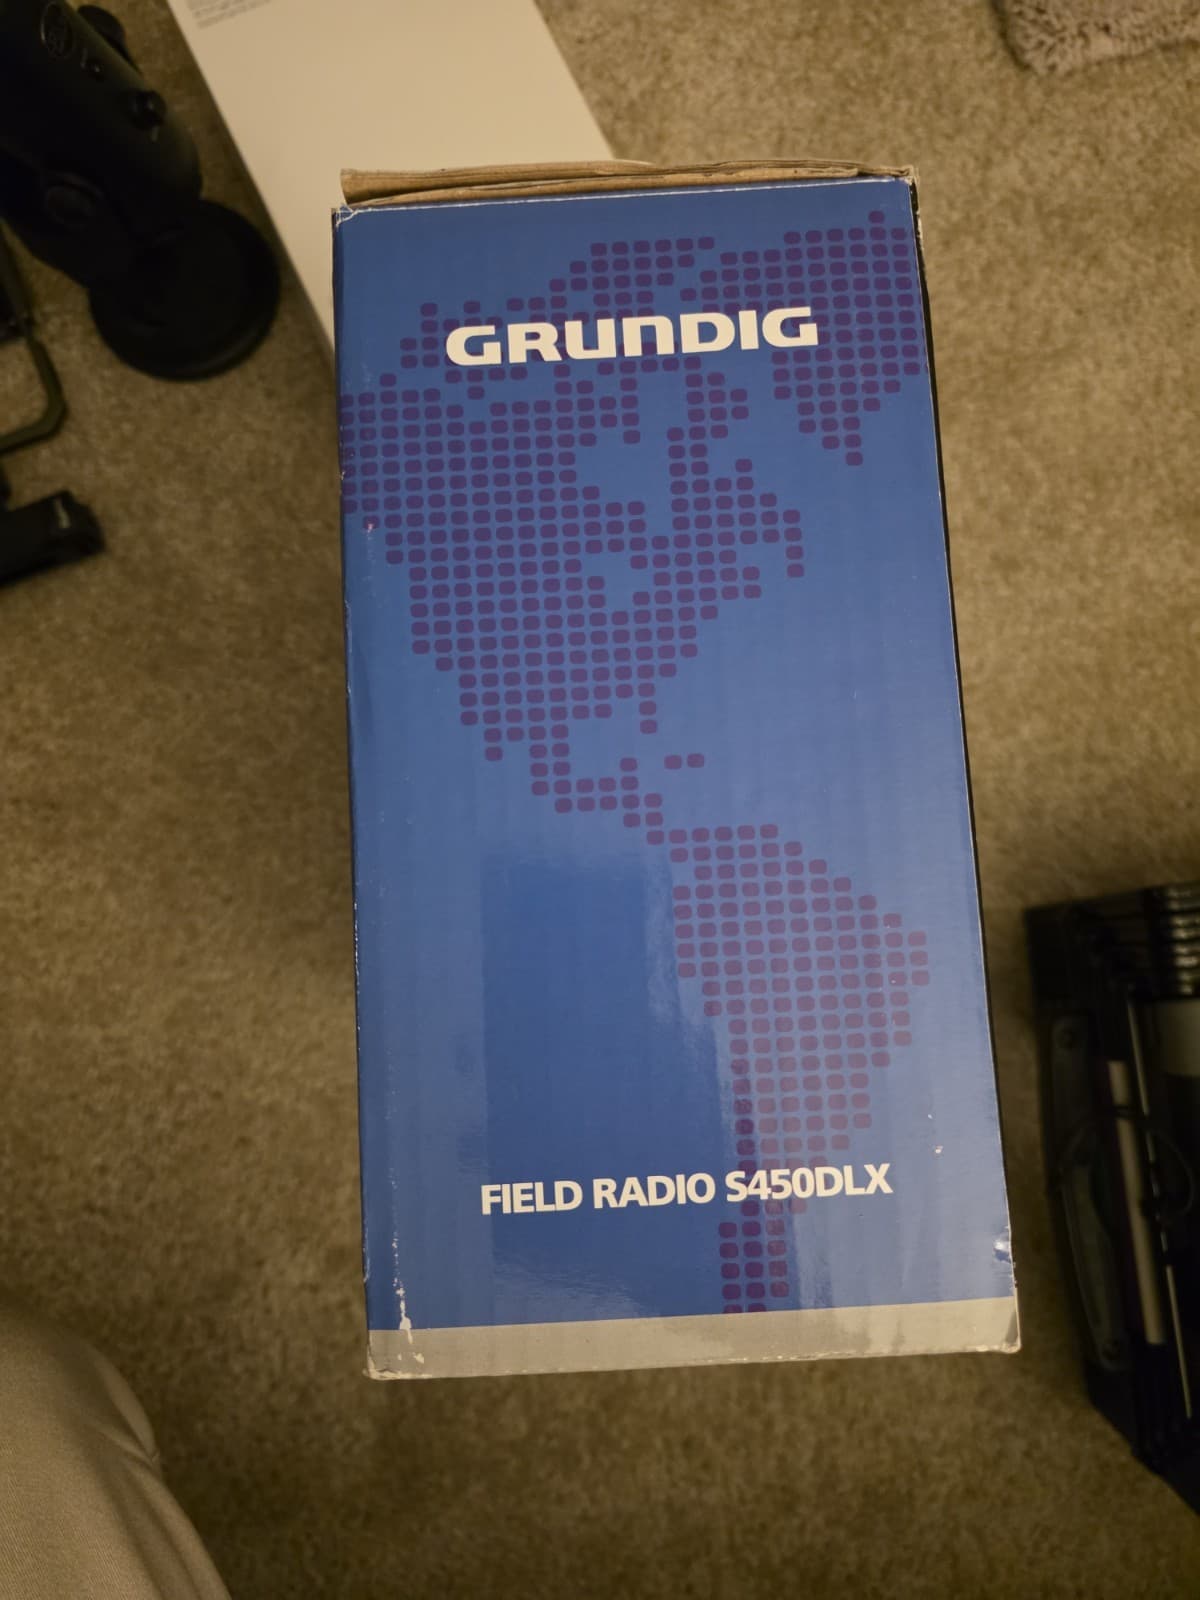 GRUNDIG
FIELD RADIO S450DLX